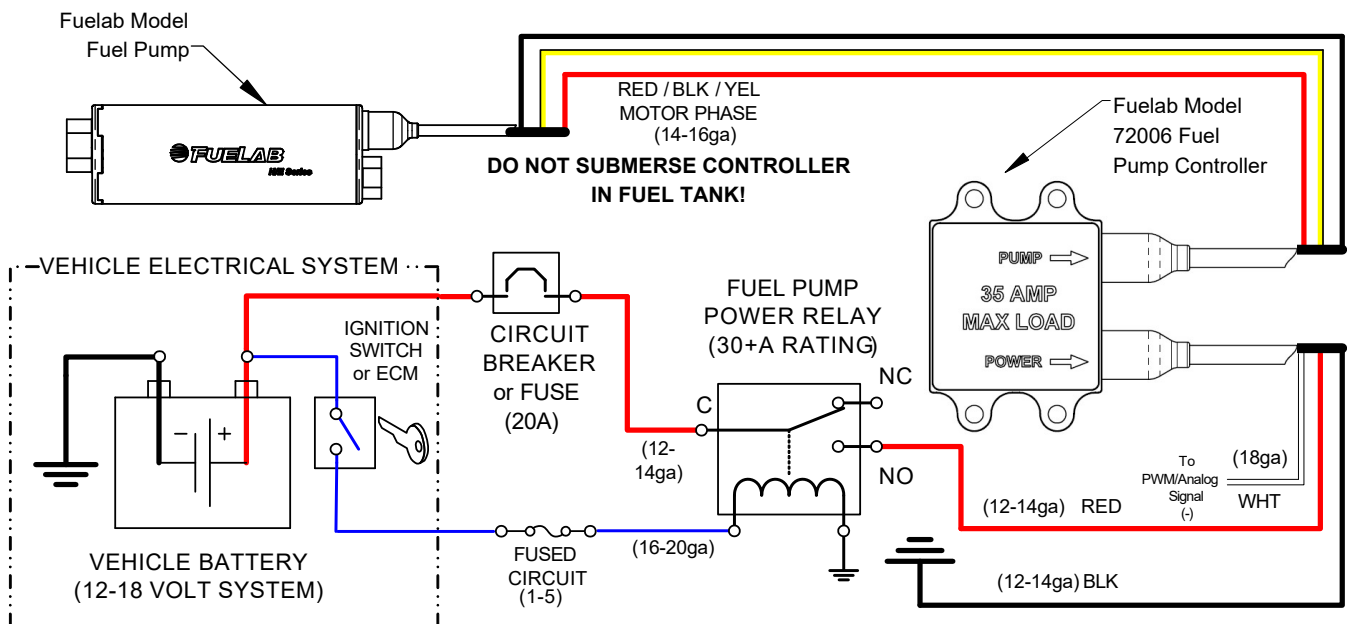 Fuelab Model
Fuel Pump
FUELAB
RED / BLK / YEL
MOTOR PHASE
(14-16ga)
DO NOT SUBMERSE CONTROLLER
IN FUEL TANK!
Fuelab Model
72006 Fuel
Pump Controller
PUMP
35 AMP
MAX LOAD
POWER
VEHICLE ELECTRICAL SYSTEM
IGNITION
SWITCH
or ECM
CIRCUIT
BREAKER
or FUSE
(20A)
FUEL PUMP
POWER RELAY
(30+A RATING)
NC
C
NO
(12-
14ga)
- +
VEHICLE BATTERY
(12-18 VOLT SYSTEM)
FUSED
CIRCUIT
(1-5)
(16-20ga)
To
PWM/Analog
Signal
(-)
(18ga)
WHT
(12-14ga) RED
(12-14ga) BLK